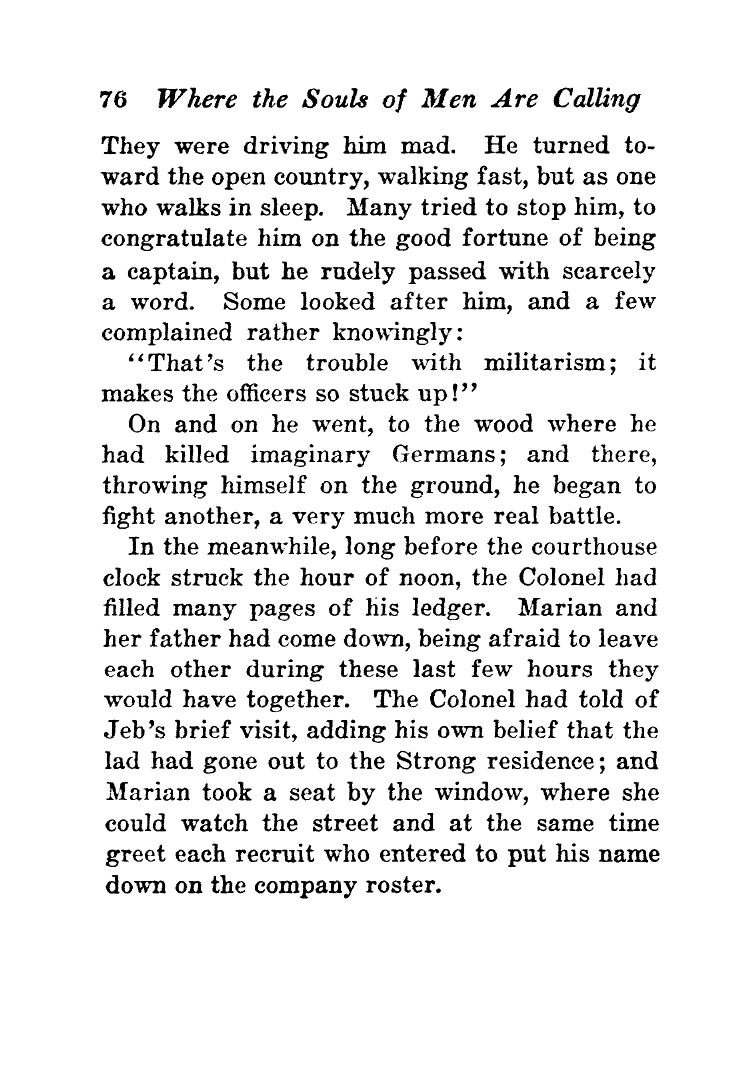 76 Where the Souls of Men Are Calling
They were driving him mad. He turned to-
ward the open country, walking fast, but as one
who walks in sleep. Many tried to stop him, to
congratulate him on the good fortune of being
a captain, but he rudely passed with scarcely
a word. Some looked after him, and a few
complained rather knowingly:
“That’s the trouble with militarism; it
makes the officers so stuck up!”
On and on he went, to the wood where he
had killed imaginary Germans; and there,
throwing himself on the ground, he began to
fight another, a very much more real battle.
In the meanwhile, long before the courthouse
clock struck the hour of noon, the Colonel had
filled many pages of his ledger. Marian and
her father had come down, being afraid to leave
each other during these last few hours they
would have together. The Colonel had told of
Jeb’s brief visit, adding his own belief that the
lad had gone out to the Strong residence; and
Marian took a seat by the window, where she
could watch the street and at the same time
greet each recruit who entered to put his name
down on the company roster.